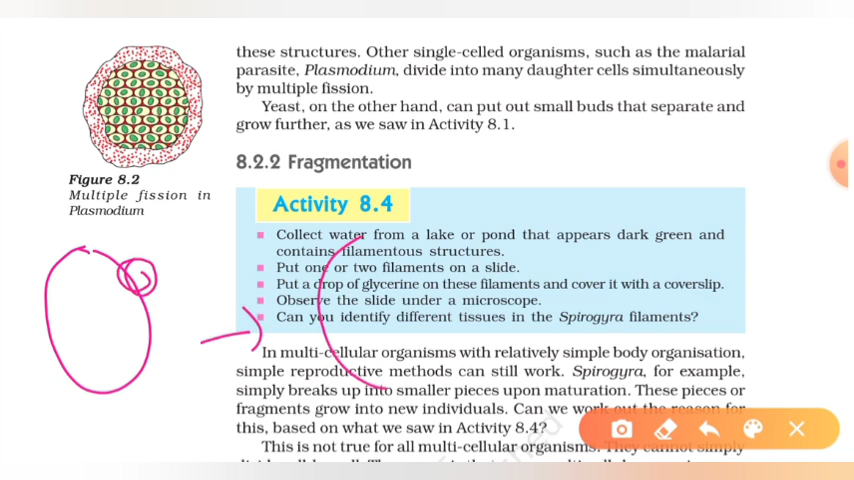 these structures. Other single-celled organisms, such as the malarial
parasite, Plasmodium, divide into many daughter cells simultaneously
by multiple fission.
Yeast, on the other hand, can put out small buds that separate and
grow further, as we saw in Activity 8.1.
Figure 8.2
Multiple fission in
Plasmodium
8.2.2 Fragmentation
Activity 8.4
Collect water from a lake or pond that appears dark green and
contains filamentous structures.
Put one or two filaments on a slide.
Put a drop of glycerine on these filaments and cover it with a coverslip.
Observe the slide under a microscope.
Can you identify different tissues in the Spirogyra filaments?
In multi-cellular organisms with relatively simple body organisation,
simple reproductive methods can still work. Spirogyra, for example,
simply breaks up into smaller pieces upon maturation. These pieces or
fragments grow into new individuals. Can we work out the reason for
this, based on what we saw in Activity 8.4?
This is not true for all multi-cellular organisms. They cannot simply